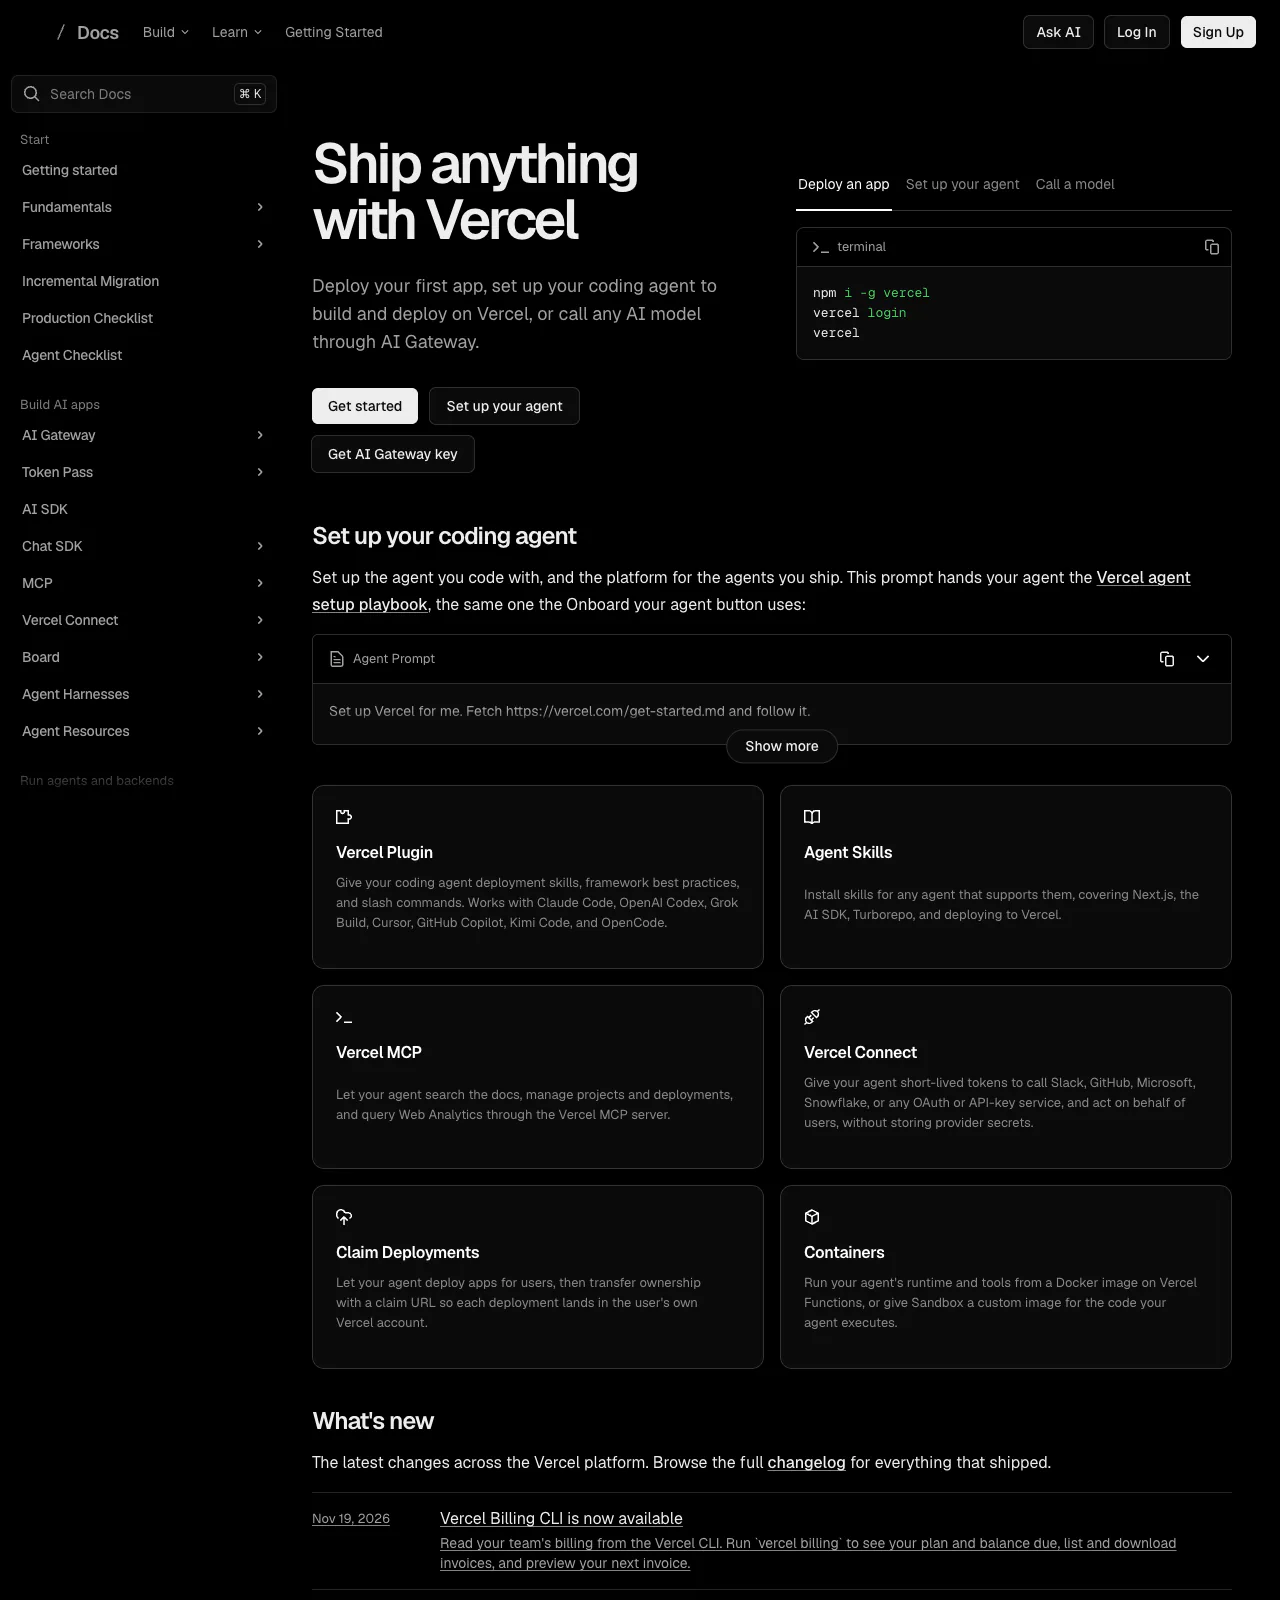 / Docs Build Learn Getting Started Ask AI Log In Sign Up
Search Docs ⌘ K
Start
Getting started
Fundamentals
Frameworks
Incremental Migration
Production Checklist
Agent Checklist
Build AI apps
AI Gateway
Token Pass
AI SDK
Chat SDK
MCP
Vercel Connect
Board
Agent Harnesses
Agent Resources
Run agents and backends
Ship anything
with Vercel
Deploy your first app, set up your coding agent to
build and deploy on Vercel, or call any AI model
through AI Gateway.
Get started Set up your agent
Get AI Gateway key
Deploy an app Set up your agent Call a model
terminal
npm i -g vercel
vercel login
vercel
Set up your coding agent
Set up the agent you code with, and the platform for the agents you ship. This prompt hands your agent the Vercel agent
setup playbook, the same one the Onboard your agent button uses:
Agent Prompt
Set up Vercel for me. Fetch https://vercel.com/get-started.md and follow it.
Show more
Vercel Plugin
Give your coding agent deployment skills, framework best practices,
and slash commands. Works with Claude Code, OpenAI Codex, Grok
Build, Cursor, GitHub Copilot, Kimi Code, and OpenCode.
Agent Skills
Install skills for any agent that supports them, covering Next.js, the
AI SDK, Turborepo, and deploying to Vercel.
Vercel MCP
Let your agent search the docs, manage projects and deployments,
and query Web Analytics through the Vercel MCP server.
Vercel Connect
Give your agent short-lived tokens to call Slack, GitHub, Microsoft,
Snowflake, or any OAuth or API-key service, and act on behalf of
users, without storing provider secrets.
Claim Deployments
Let your agent deploy apps for users, then transfer ownership
with a claim URL so each deployment lands in the user's own
Vercel account.
Containers
Run your agent's runtime and tools from a Docker image on Vercel
Functions, or give Sandbox a custom image for the code your
agent executes.
What's new
The latest changes across the Vercel platform. Browse the full changelog for everything that shipped.
Nov 19, 2026
Vercel Billing CLI is now available
Read your team's billing from the Vercel CLI. Run `vercel billing` to see your plan and balance due, list and download
invoices, and preview your next invoice.